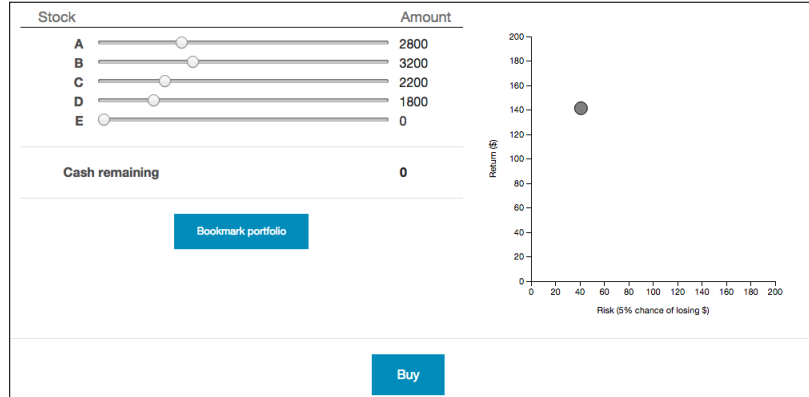 Stock Amount
A 2800
B 3200
C 2200
D 1800
E 0
Cash remaining 0
Bookmark portfolio
200
180
160
140
120
100
80
60
40
20
0
Return ($)
0 20 40 60 80 100 120 140 160 180 200
Risk (5% chance of losing $)
Buy